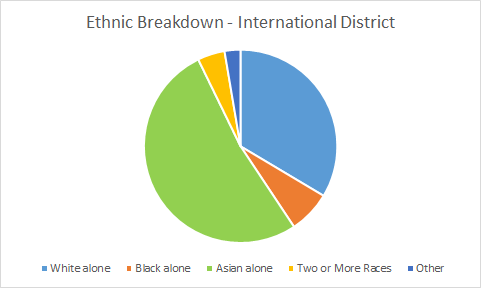 Ethnic Breakdown - International District
White alone Black alone Asian alone Two or More Races Other